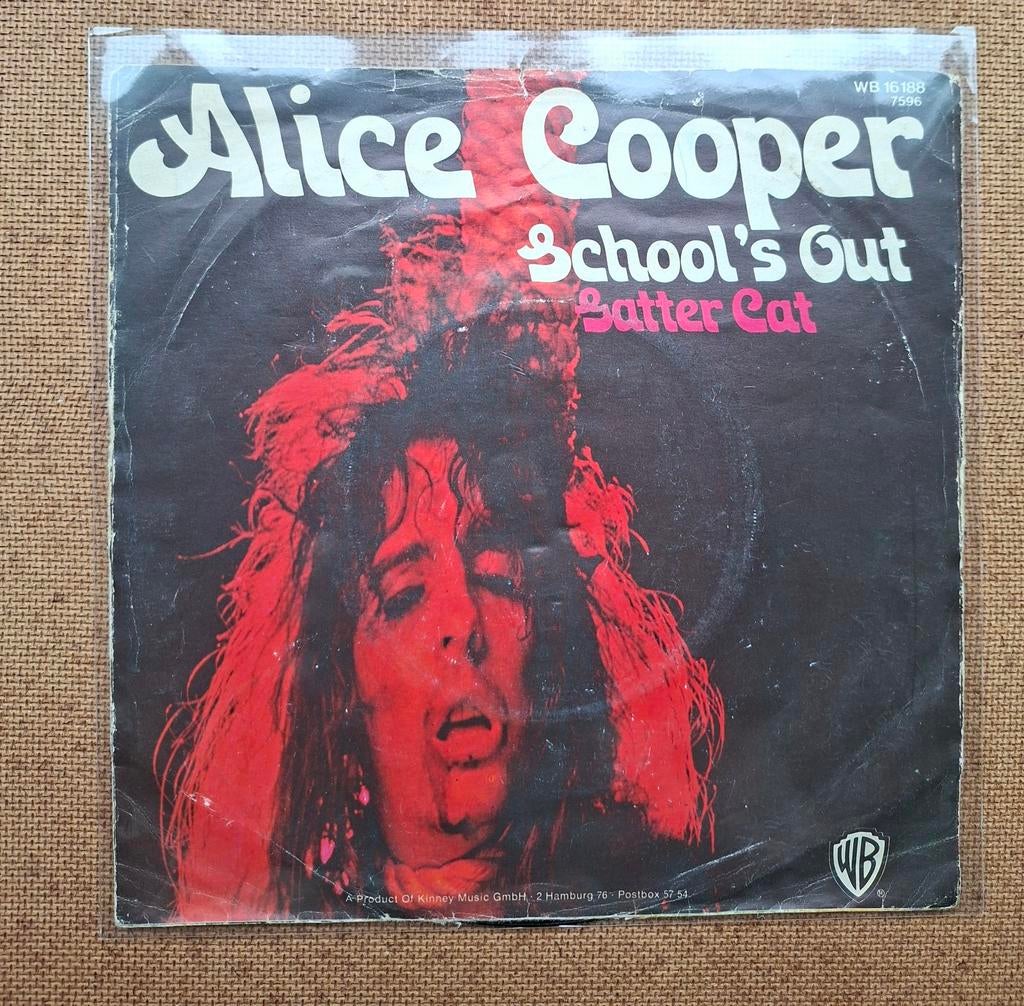 WB 16188
7596
Alice Cooper
School's Out
Gatter Cat
A Product Of Kinney Music GmbH · 2 Hamburg 76 · Postbox 57 54
WB
®